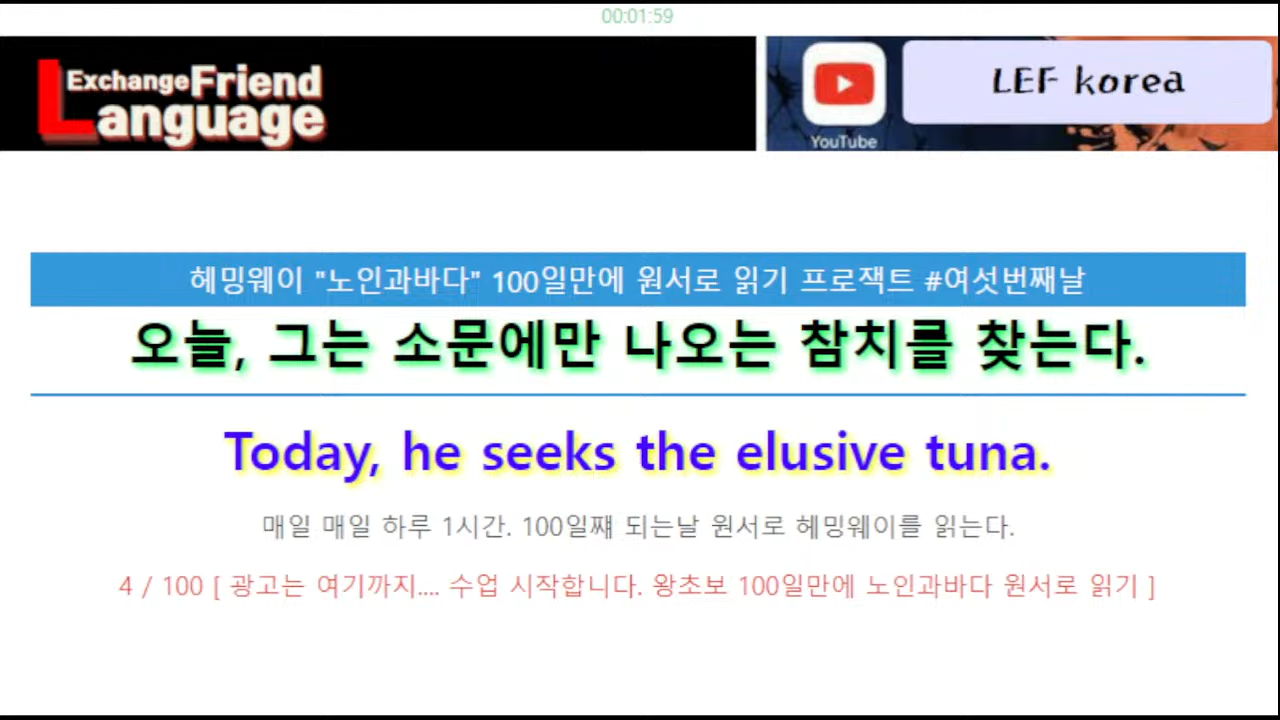 00:01:59
ExchangeFriend
Language
LEF korea
YouTube
헤밍웨이 "노인과바다" 100일만에 원서로 읽기 프로잭트 #여섯번째날
오늘, 그는 소문에만 나오는 참치를 찾는다.
Today, he seeks the elusive tuna.
매일 매일 하루 1시간. 100일쨰 되는날 원서로 헤밍웨이를 읽는다.
4 / 100 [ 광고는 여기까지.... 수업 시작합니다. 왕초보 100일만에 노인과바다 원서로 읽기 ]